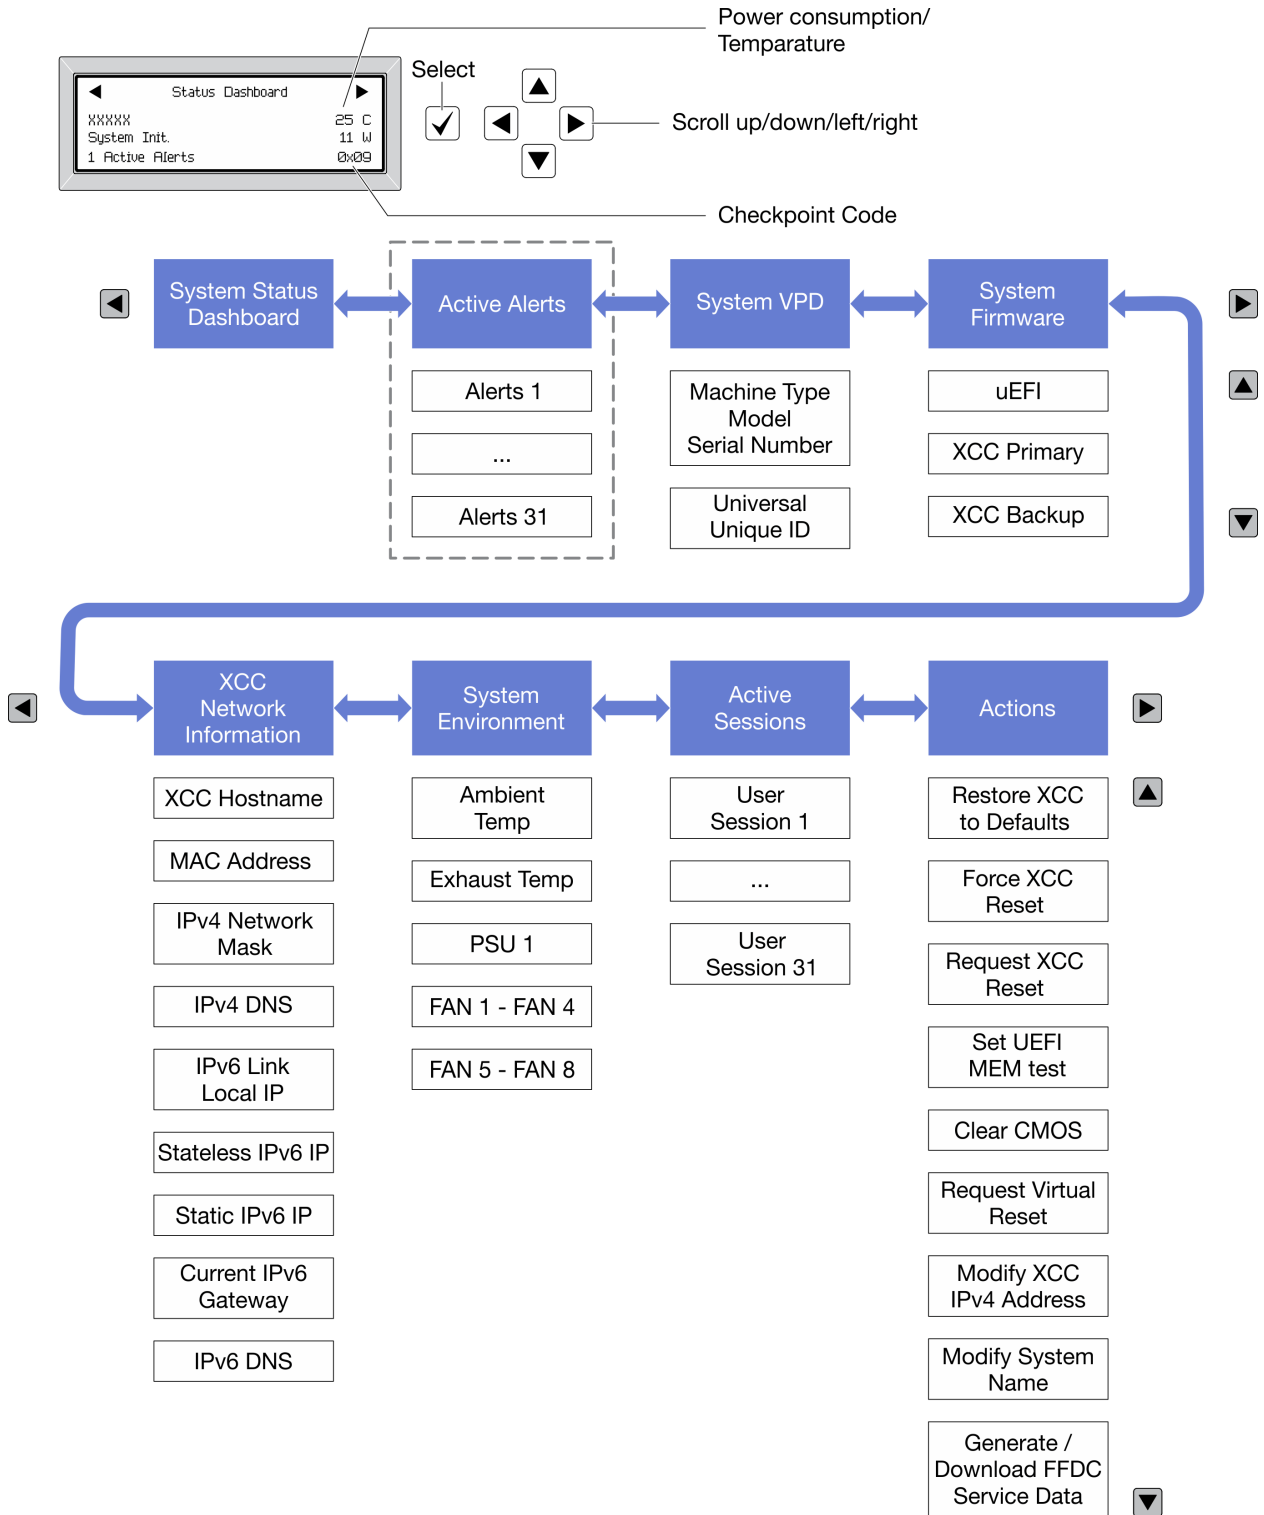 Power consumption/
Temparature
Select
Status Dashboard
XXXXX 25 C
System Init. 11 W
1 Active Alerts 0x09
Scroll up/down/left/right
Checkpoint Code
System Status
Dashboard
Active Alerts
Alerts 1
...
Alerts 31
System VPD
Machine Type
Model
Serial Number
Universal
Unique ID
System
Firmware
uEFI
XCC Primary
XCC Backup
XCC
Network
Information
XCC Hostname
MAC Address
IPv4 Network
Mask
IPv4 DNS
IPv6 Link
Local IP
Stateless IPv6 IP
Static IPv6 IP
Current IPv6
Gateway
IPv6 DNS
System
Environment
Ambient
Temp
Exhaust Temp
PSU 1
FAN 1 - FAN 4
FAN 5 - FAN 8
Active
Sessions
User
Session 1
...
User
Session 31
Actions
Restore XCC
to Defaults
Force XCC
Reset
Request XCC
Reset
Set UEFI
MEM test
Clear CMOS
Request Virtual
Reset
Modify XCC
IPv4 Address
Modify System
Name
Generate /
Download FFDC
Service Data